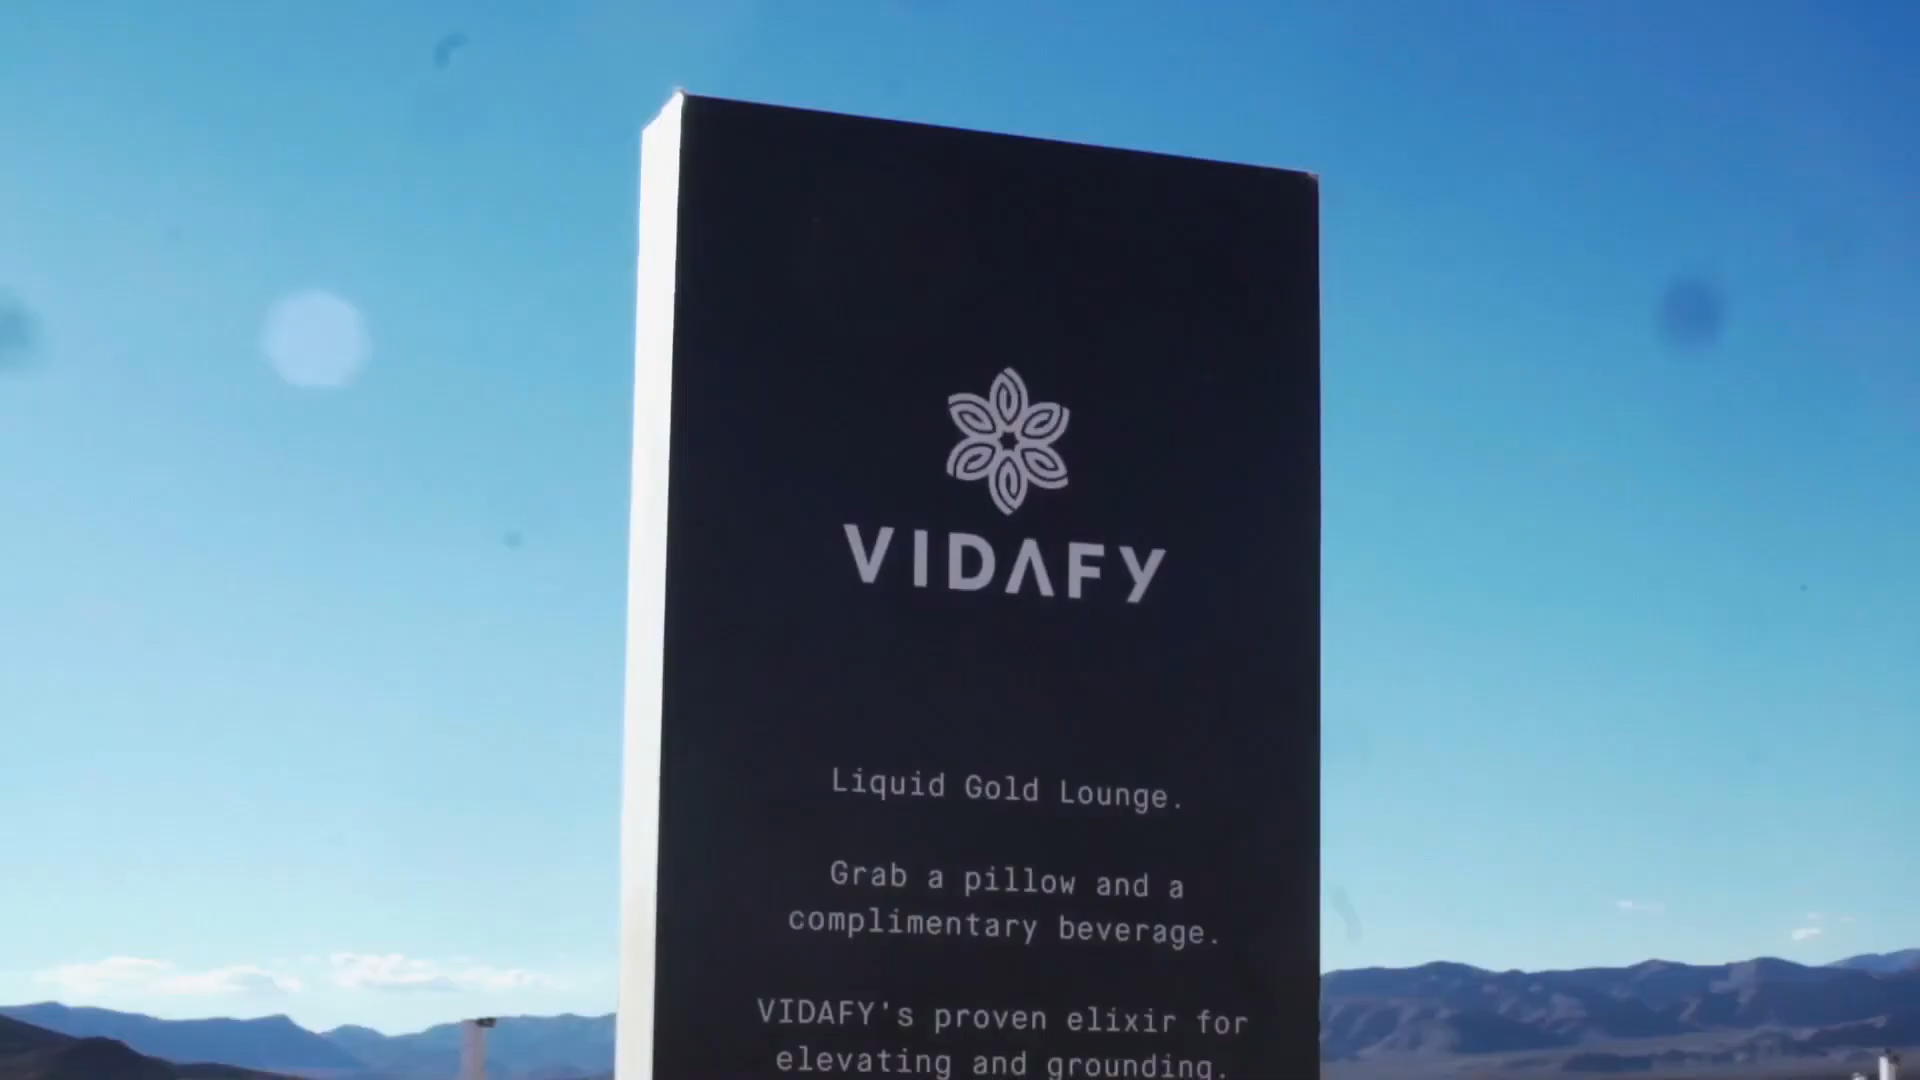 VIDAFY
Liquid Gold Lounge.
Grab a pillow and a
complimentary beverage.
VIDAFY's proven elixir for
elevating and grounding.